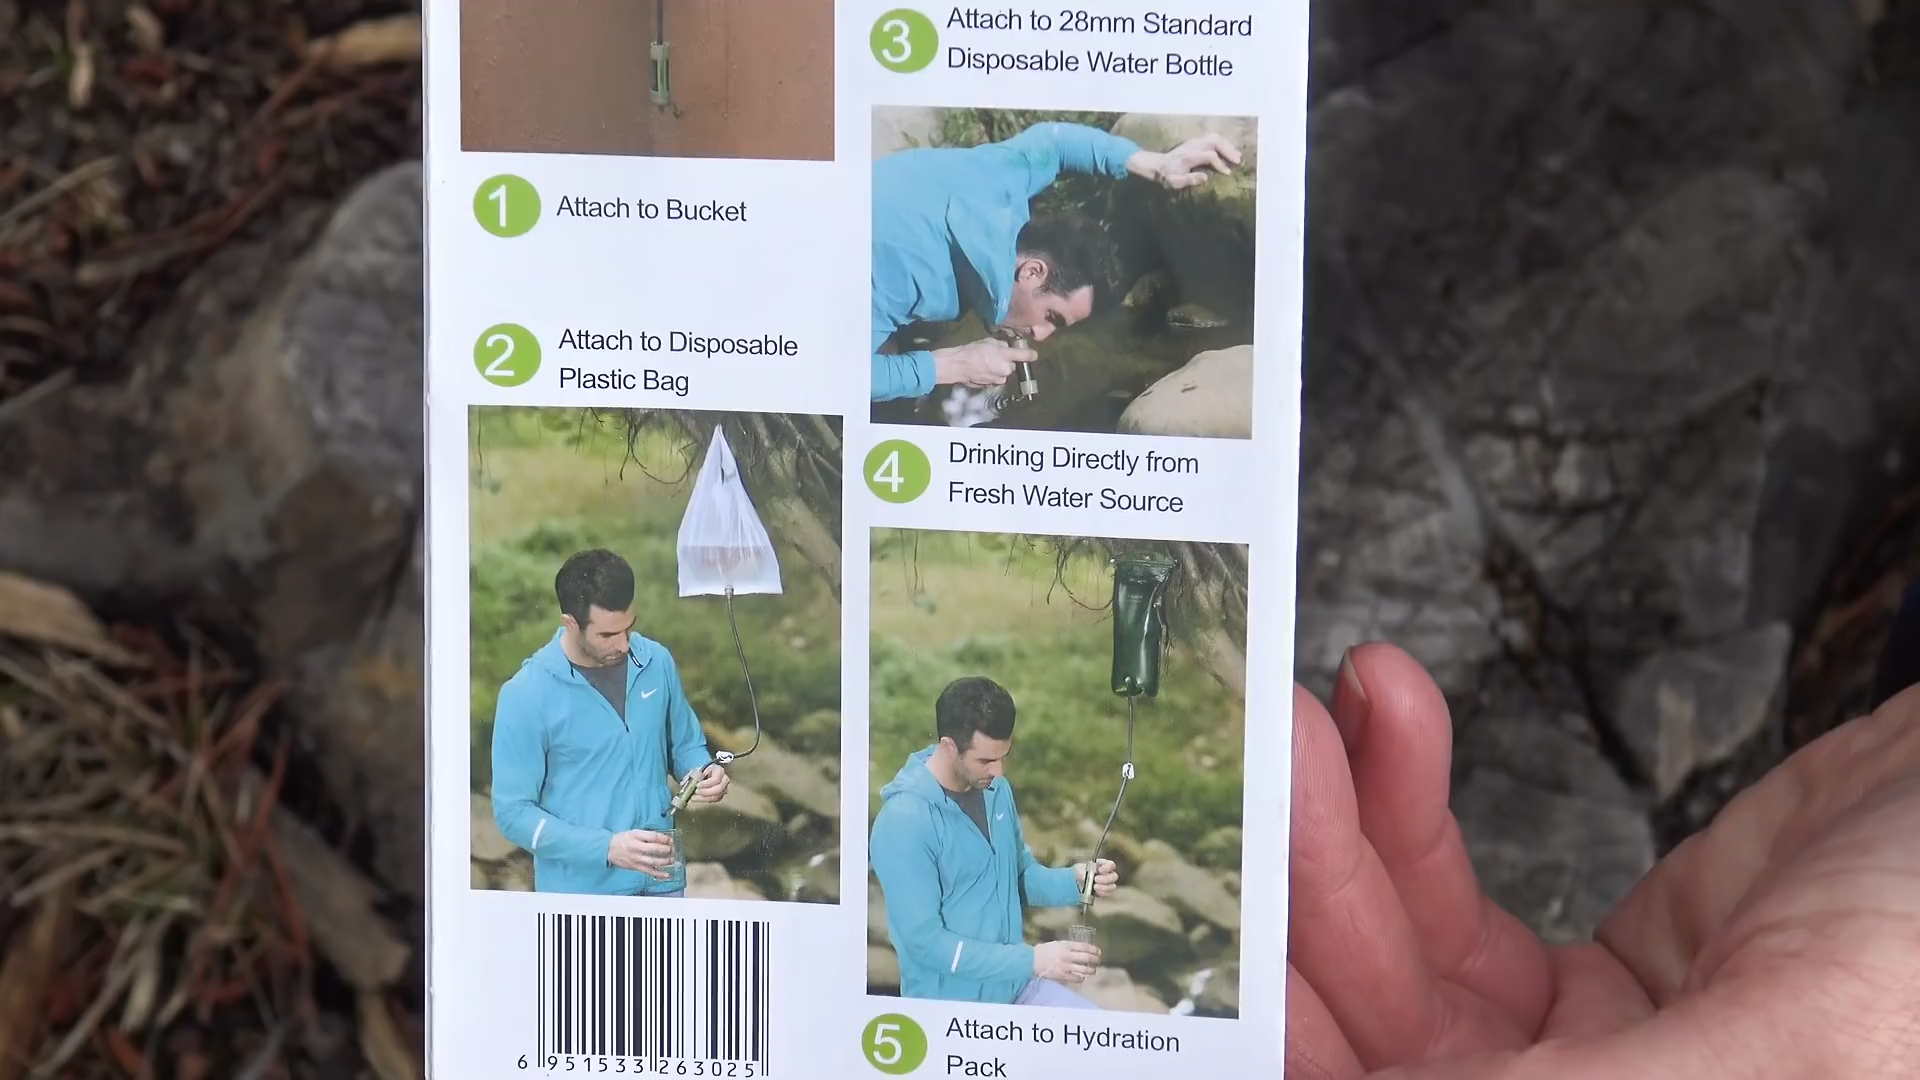 1
Attach to Bucket
2
Attach to Disposable
Plastic Bag
6 951533 263025
3
Attach to 28mm Standard
Disposable Water Bottle
4
Drinking Directly from
Fresh Water Source
5
Attach to Hydration
Pack